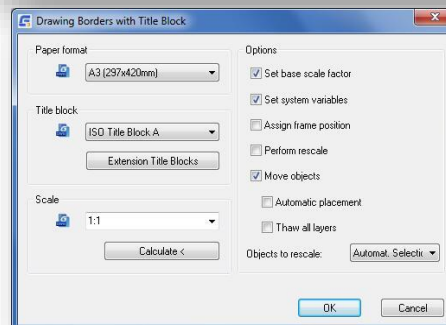 Drawing Borders with Title Block
Paper format
A3 (297x420mm)
Title block
ISO Title Block A
Extension Title Blocks
Scale
1:1
Calculate <
Options
Set base scale factor
Set system variables
Assign frame position
Perform rescale
Move objects
Automatic placement
Thaw all layers
Objects to rescale:
Automat. Selectic
OK
Cancel